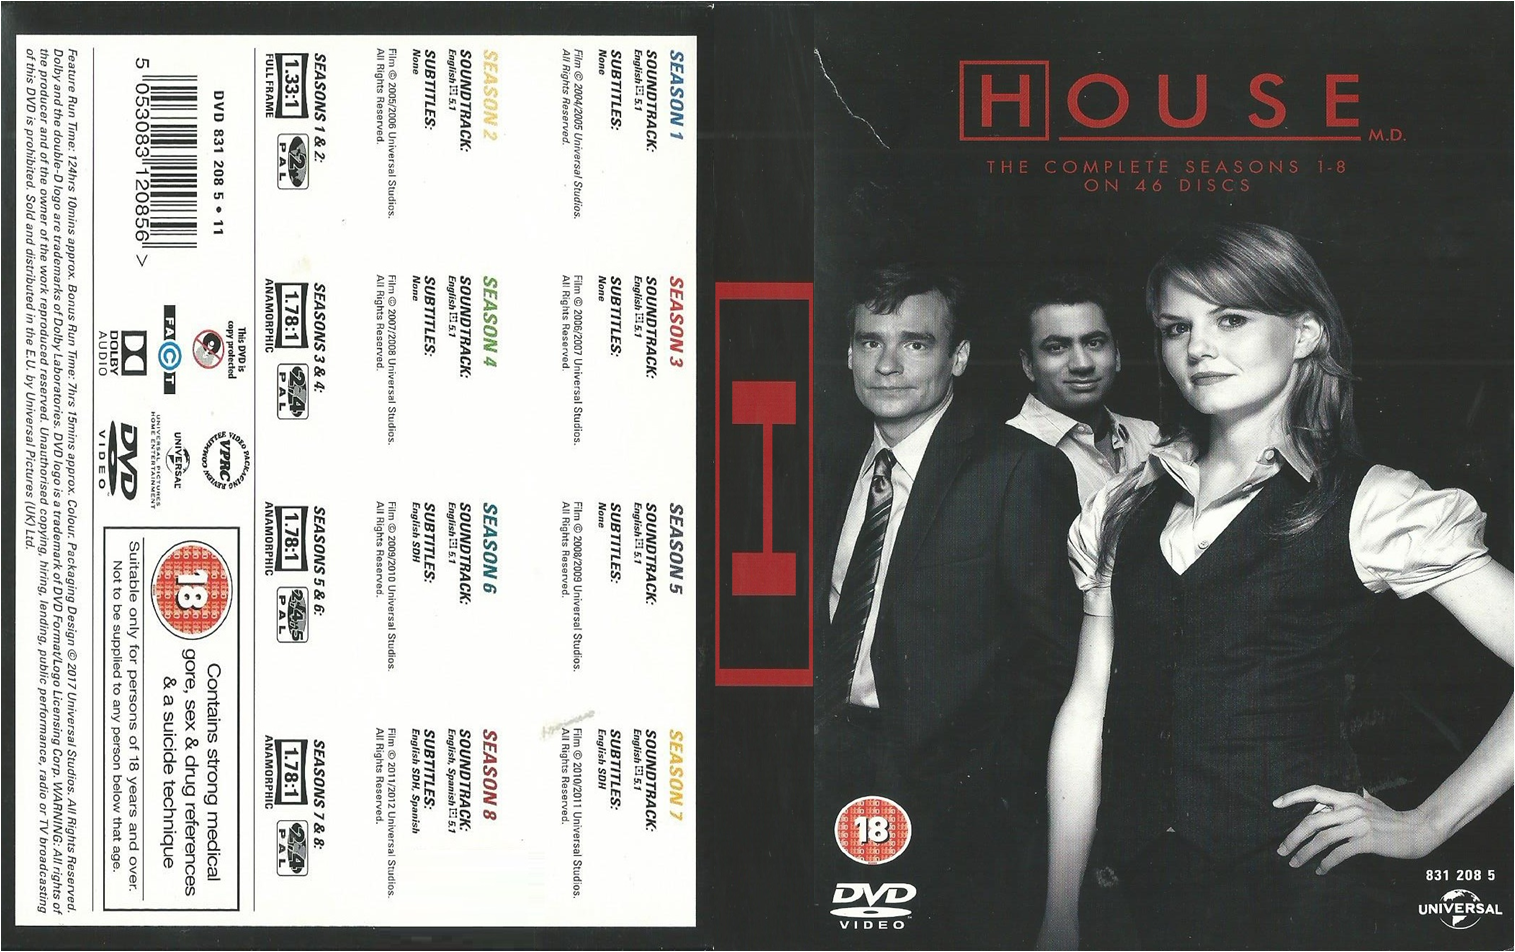 SEASON 1
SOUNDTRACK:
English 5.1
SUBTITLES:
None
Film © 2004/2005 Universal Studios.
All Rights Reserved.
SEASON 3
SOUNDTRACK:
English 5.1
SUBTITLES:
None
Film © 2006/2007 Universal Studios.
All Rights Reserved.
SEASON 5
SOUNDTRACK:
English 5.1
SUBTITLES:
None
Film © 2008/2009 Universal Studios.
All Rights Reserved.
SEASON 7
SOUNDTRACK:
English 5.1
SUBTITLES:
English SDH
Film © 2010/2011 Universal Studios.
All Rights Reserved.
SEASON 2
SOUNDTRACK:
English 5.1
SUBTITLES:
None
Film © 2005/2006 Universal Studios.
All Rights Reserved.
SEASON 4
SOUNDTRACK:
English 5.1
SUBTITLES:
None
Film © 2007/2008 Universal Studios.
All Rights Reserved.
SEASON 6
SOUNDTRACK:
English 5.1
SUBTITLES:
English SDH
Film © 2009/2010 Universal Studios.
All Rights Reserved.
SEASON 8
SOUNDTRACK:
English, Spanish 5.1
SUBTITLES:
English SDH, Spanish
Film © 2011/2012 Universal Studios.
All Rights Reserved.
SEASONS 1 & 2:
1.33:1
FULL FRAME
2
PAL
SEASONS 3 & 4:
1.78:1
ANAMORPHIC
2,4
PAL
SEASONS 5 & 6:
1.78:1
ANAMORPHIC
2,4,5
PAL
SEASONS 7 & 8:
1.78:1
ANAMORPHIC
2,4
PAL
DVD 831 208 5 • 11
5 053083 120856 >
This DVD is
copy protected
FACT
DOLBY
AUDIO
VIDEO PACKAGING REVIEW COMMITTEE
VPRC
UNIVERSAL
UNIVERSAL PICTURES
HOME ENTERTAINMENT
DVD
VIDEO
18
Contains strong medical
gore, sex & drug references
& a suicide technique
Suitable only for persons of 18 years and over.
Not to be supplied to any person below that age.
Feature Run Time: 124hrs 10mins approx. Bonus Run Time: 7hrs 15mins approx. Colour. Packaging Design © 2017 Universal Studios. All Rights Reserved.
Dolby and the double-D logo are trademarks of Dolby Laboratories. DVD logo is a trademark of DVD Format/Logo Licensing Corp. WARNING: All rights of
the producer and of the owner of the work reproduced reserved. Unauthorised copying, hiring, lending, public performance, radio or TV broadcasting
of this DVD is prohibited. Sold and distributed in the E.U. by Universal Pictures (UK) Ltd.
H
HOUSE
M.D.
THE COMPLETE SEASONS 1-8
ON 46 DISCS
18
DVD
VIDEO
831 208 5
UNIVERSAL